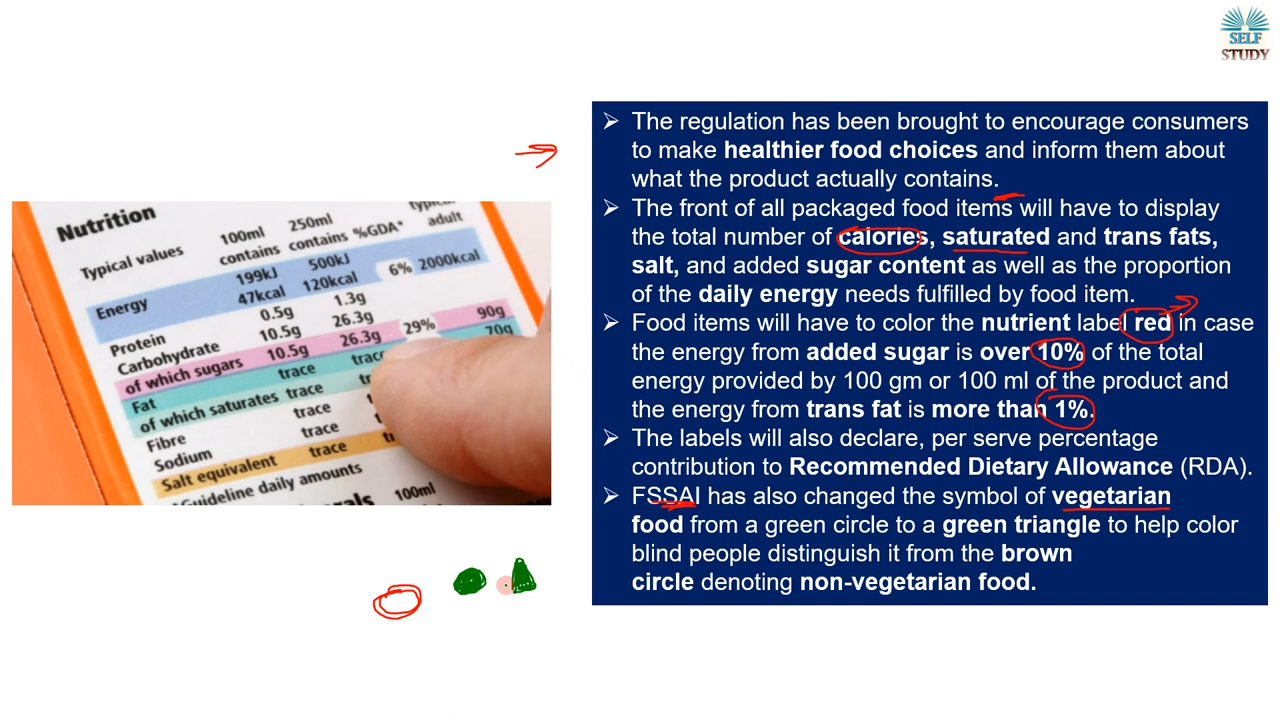 SELF
STUDY
The regulation has been brought to encourage consumers
to make healthier food choices and inform them about
what the product actually contains.
The front of all packaged food items will have to display
the total number of calories, saturated and trans fats,
salt, and added sugar content as well as the proportion
of the daily energy needs fulfilled by food item.
Food items will have to color the nutrient label red in case
the energy from added sugar is over 10% of the total
energy provided by 100 gm or 100 ml of the product and
the energy from trans fat is more than 1%.
The labels will also declare, per serve percentage
contribution to Recommended Dietary Allowance (RDA).
FSSAI has also changed the symbol of vegetarian
food from a green circle to a green triangle to help color
blind people distinguish it from the brown
circle denoting non-vegetarian food.
Nutrition
Typical values 100ml contains 250ml contains %GDA* typical adult
Energy 199kJ 500kJ
47kcal 120kcal 6% 2000kcal
Protein 0.5g 1.3g
Carbohydrate 10.5g 26.3g
of which sugars 10.5g 26.3g 29% 90g
Fat trace trace 70g
of which saturates trace
Fibre trace
Sodium trace
Salt equivalent trace
*Guideline daily amounts
100ml